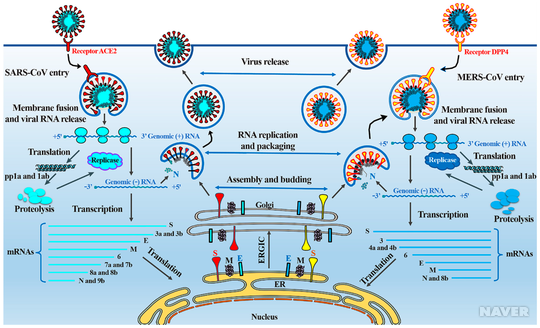 Receptor ACE2
Receptor DPP4
SARS-CoV entry
Virus release
MERS-CoV entry
Membrane fusion
and viral RNA release
Membrane fusion
and viral RNA release
+5'
3' Genomic (+) RNA
RNA replication
and packaging
+5'
3' Genomic (+) RNA
Translation
Replicase
Replicase
Translation
pp1a and 1ab
pp1a and 1ab
N
N
-3'
Genomic (-) RNA
+5'
Assembly and budding
-3'
Genomic (-) RNA
+5'
Proteolysis
Proteolysis
Transcription
Golgi
Transcription
mRNAs
S
3a and 3b
E
M
6
7a and 7b
8a and 8b
N and 9b
Translation
ERGIC
S
M
E
E
M
S
ER
Nucleus
Translation
S
3
4a and 4b
6
E
M
N and 8b
mRNAs
NAVER